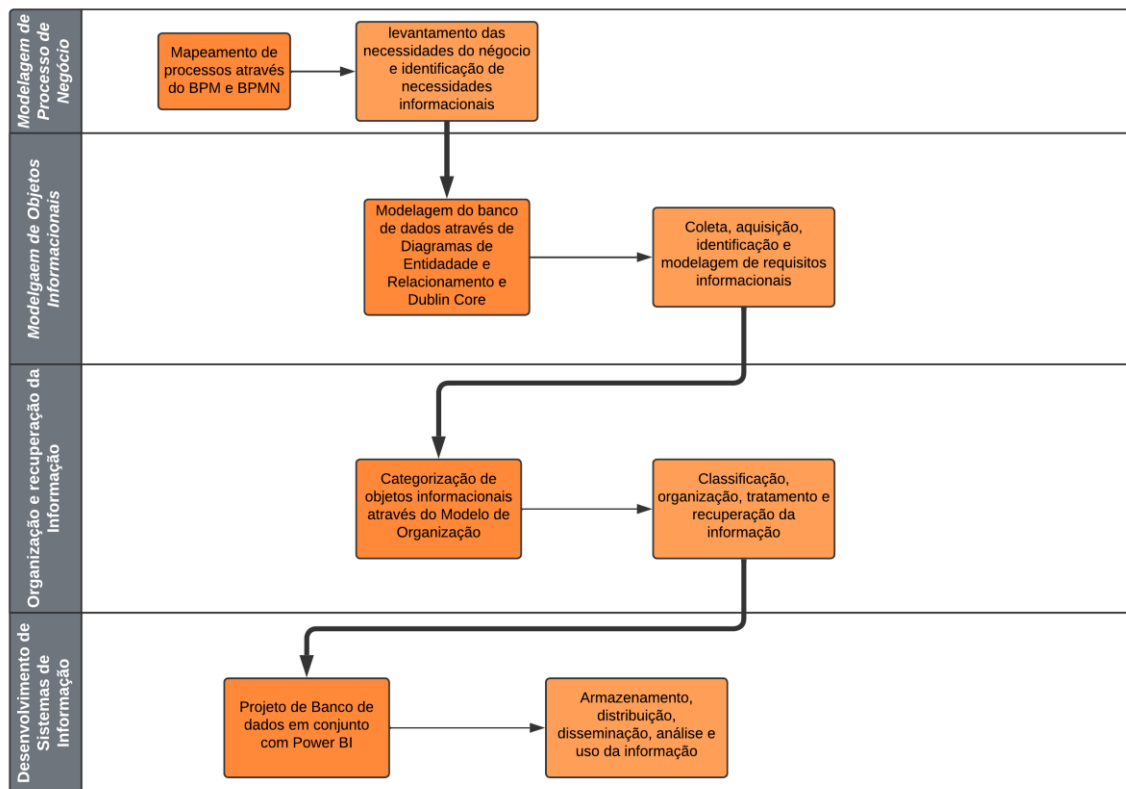 Modelagem de
Processo de
Negócio
Mapeamento de
processos através
do BPM e BPMN
levantamento das
necessidades do négocio
e identificação de
necessidades
informacionais
Modelgaem de Objetos
Informacionais
Modelagem do banco
de dados através de
Diagramas de
Entidadade e
Relacionamento e
Dublin Core
Coleta, aquisição,
identificação e
modelagem de requisitos
informacionais
Organização e recuperação da
Informação
Categorização de
objetos informacionais
através do Modelo de
Organização
Classificação,
organização, tratamento e
recuperação da
informação
Desenvolvimento de
Sistemas de
Informação
Projeto de Banco de
dados em conjunto
com Power BI
Armazenamento,
distribuição,
disseminação, análise e
uso da informação